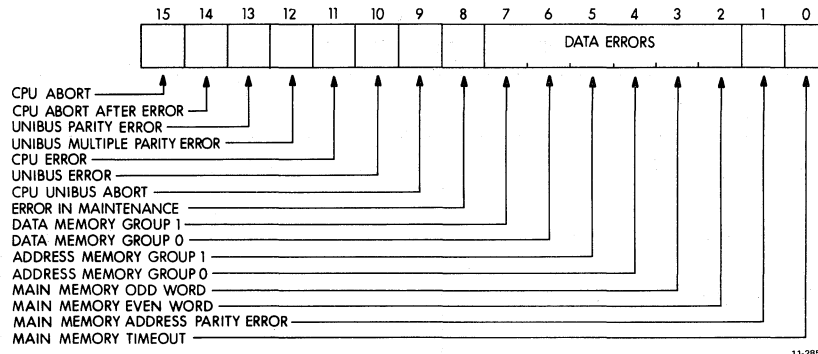 15 14 13 12 11 10 9 8 7 6 5 4 3 2 1 0
DATA ERRORS
CPU ABORT
CPU ABORT AFTER ERROR
UNIBUS PARITY ERROR
UNIBUS MULTIPLE PARITY ERROR
CPU ERROR
UNIBUS ERROR
CPU UNIBUS ABORT
ERROR IN MAINTENANCE
DATA MEMORY GROUP 1
DATA MEMORY GROUP 0
ADDRESS MEMORY GROUP 1
ADDRESS MEMORY GROUP 0
MAIN MEMORY ODD WORD
MAIN MEMORY EVEN WORD
MAIN MEMORY ADDRESS PARITY ERROR
MAIN MEMORY TIMEOUT